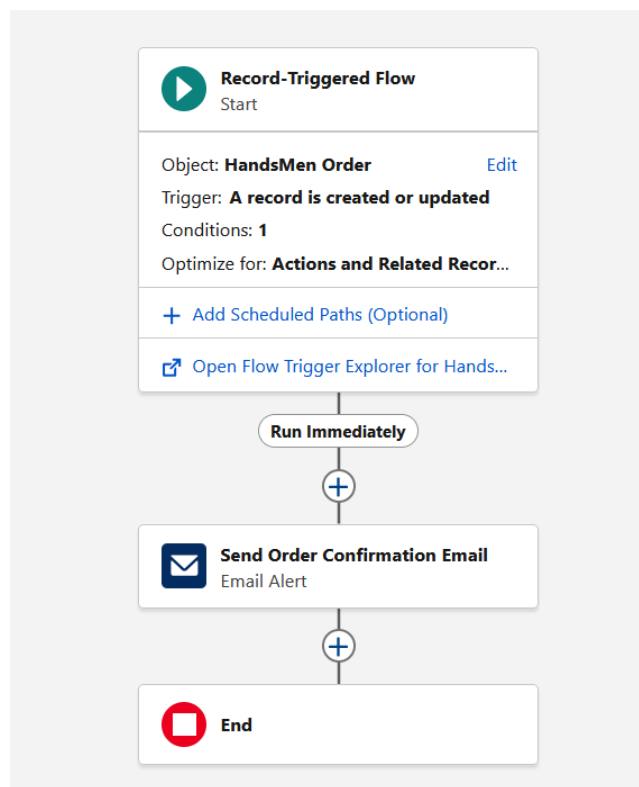 Record-Triggered Flow
Start
Object: HandsMen Order Edit
Trigger: A record is created or updated
Conditions: 1
Optimize for: Actions and Related Recor...
Add Scheduled Paths (Optional)
Open Flow Trigger Explorer for Hands...
Run Immediately
Send Order Confirmation Email
Email Alert
End